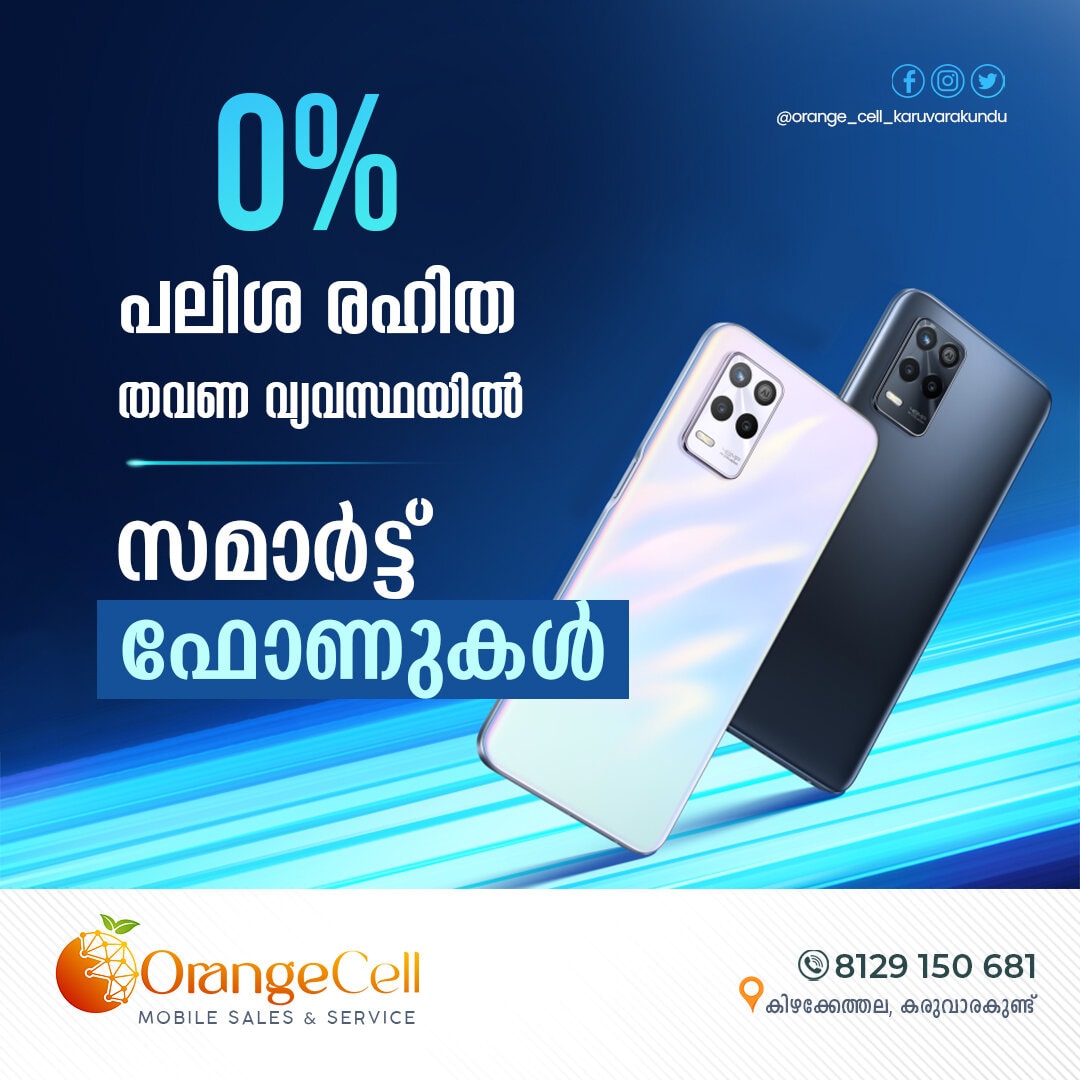 @orange_cell_karuvarakundu
0%
പലിശ രഹിത
തവണ വ്യവസ്ഥയിൽ
സമാർട്ട്
ഫോണുകൾ
OrangeCell
MOBILE SALES & SERVICE
8129 150 681
കിഴക്കേത്തല, കരുവാരകുണ്ട്